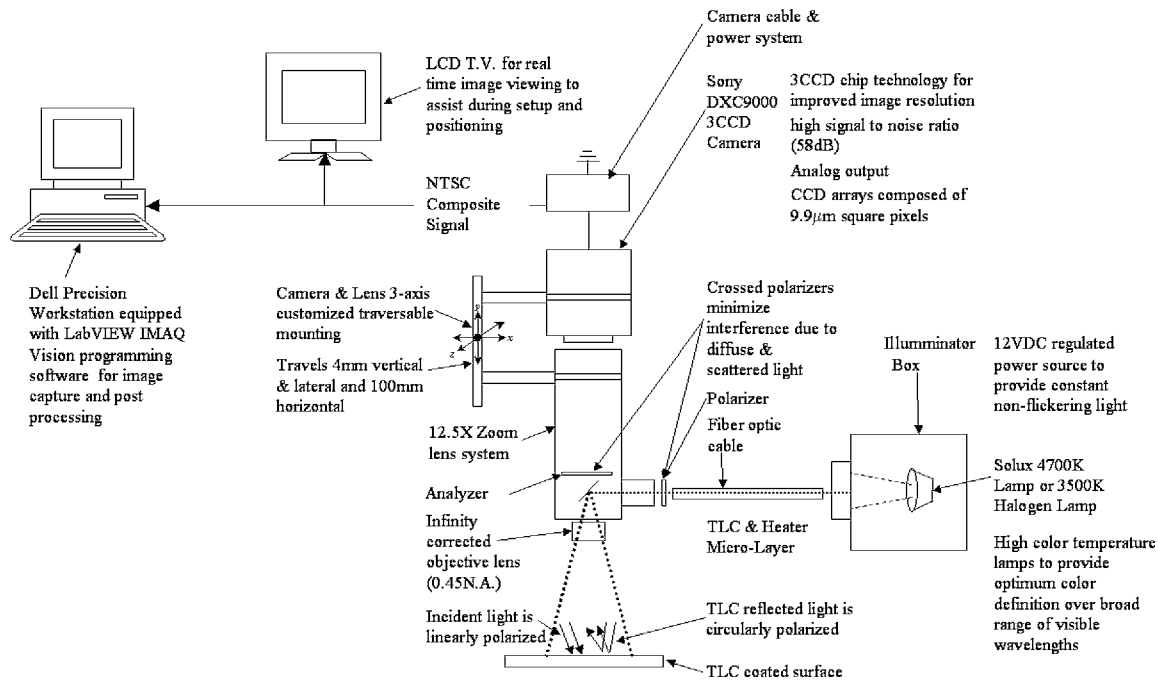 Camera cable &
power system
LCD T.V. for real
time image viewing to
assist during setup and
positioning
Sony
DXC9000
3CCD
Camera
3CCD chip technology for
improved image resolution
high signal to noise ratio
(58dB)
Analog output
CCD arrays composed of
9.9μm square pixels
NTSC
Composite
Signal
Dell Precision
Workstation equipped
with LabVIEW IMAQ
Vision programming
software for image
capture and post
processing
Camera & Lens 3-axis
customized traversable
mounting
y
x
z
Travels 4mm vertical
& lateral and 100mm
horizontal
Crossed polarizers
minimize
interference due to
diffuse &
scattered light
Illumminator
Box
12VDC regulated
power source to
provide constant
non-flickering light
Polarizer
Fiber optic
cable
12.5X Zoom
lens system
Analyzer
Solux 4700K
Lamp or 3500K
Halogen Lamp
Infinity
corrected
objective lens
(0.45N.A.)
TLC & Heater
Micro-Layer
High color temperature
lamps to provide
optimum color
definition over broad
range of visible
wavelengths
Incident light is
linearly polarized
TLC reflected light is
circularly polarized
TLC coated surface